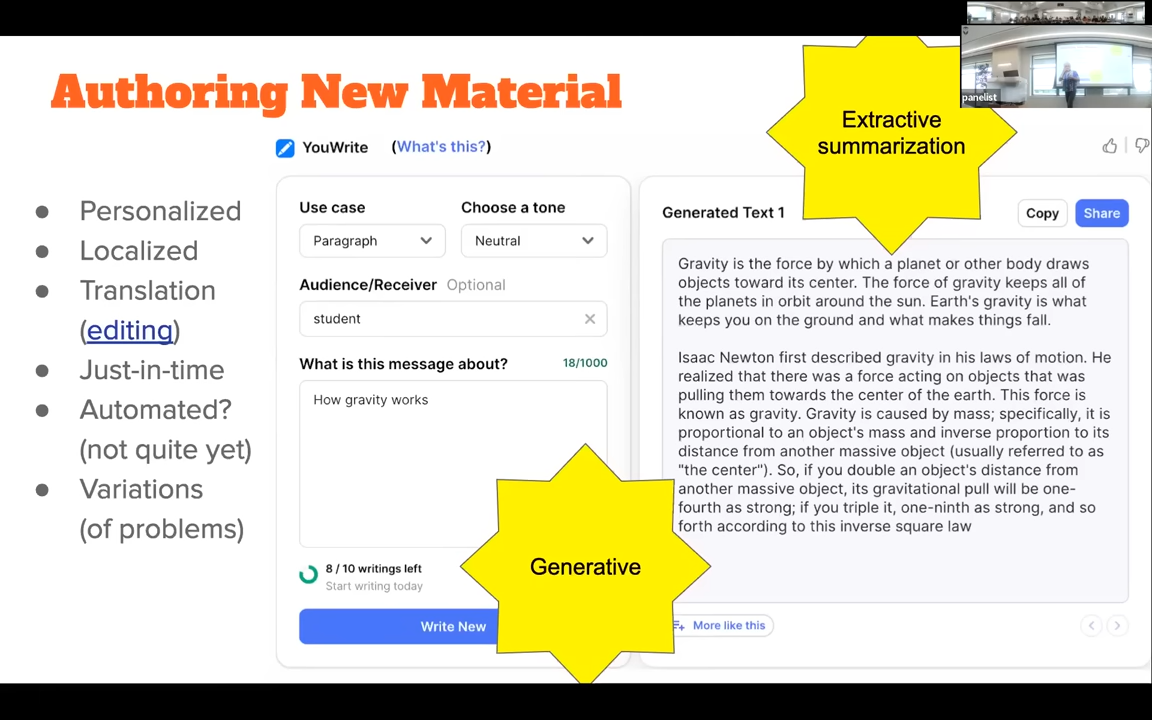 Authoring New Material
panelist
Extractive
summarization
YouWrite (What's this?)
Personalized
Localized
Translation
(editing)
Just-in-time
Automated?
(not quite yet)
Variations
(of problems)
Use case Choose a tone
Paragraph Neutral
Audience/Receiver Optional
student
What is this message about? 18/1000
How gravity works
8 / 10 writings left
Start writing today
Write New
Generative
Generated Text 1 Copy Share
Gravity is the force by which a planet or other body draws
objects toward its center. The force of gravity keeps all of
the planets in orbit around the sun. Earth's gravity is what
keeps you on the ground and what makes things fall.
Isaac Newton first described gravity in his laws of motion. He
realized that there was a force acting on objects that was
pulling them towards the center of the earth. This force is
known as gravity. Gravity is caused by mass; specifically, it is
proportional to an object's mass and inverse proportion to its
distance from another massive object (usually referred to as
"the center"). So, if you double an object's distance from
another massive object, its gravitational pull will be one-
fourth as strong; if you triple it, one-ninth as strong, and so
forth according to this inverse square law
More like this